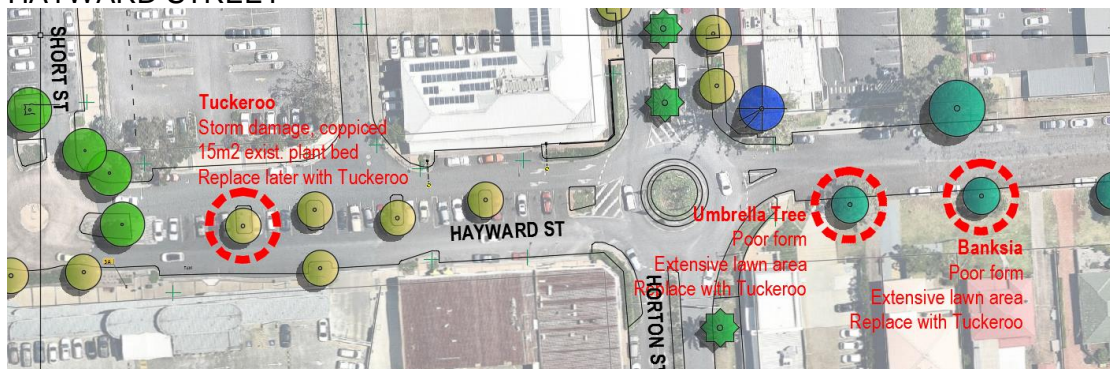 HAYWARD STREET
SHORT ST
Tuckeroo
Storm damage, coppiced
15m2 exist. plant bed
Replace later with Tuckeroo
HAYWARD ST
Umbrella Tree
Poor form
Extensive lawn area
Replace with Tuckeroo
HORTON ST
Banksia
Poor form
Extensive lawn area
Replace with Tuckeroo
1A